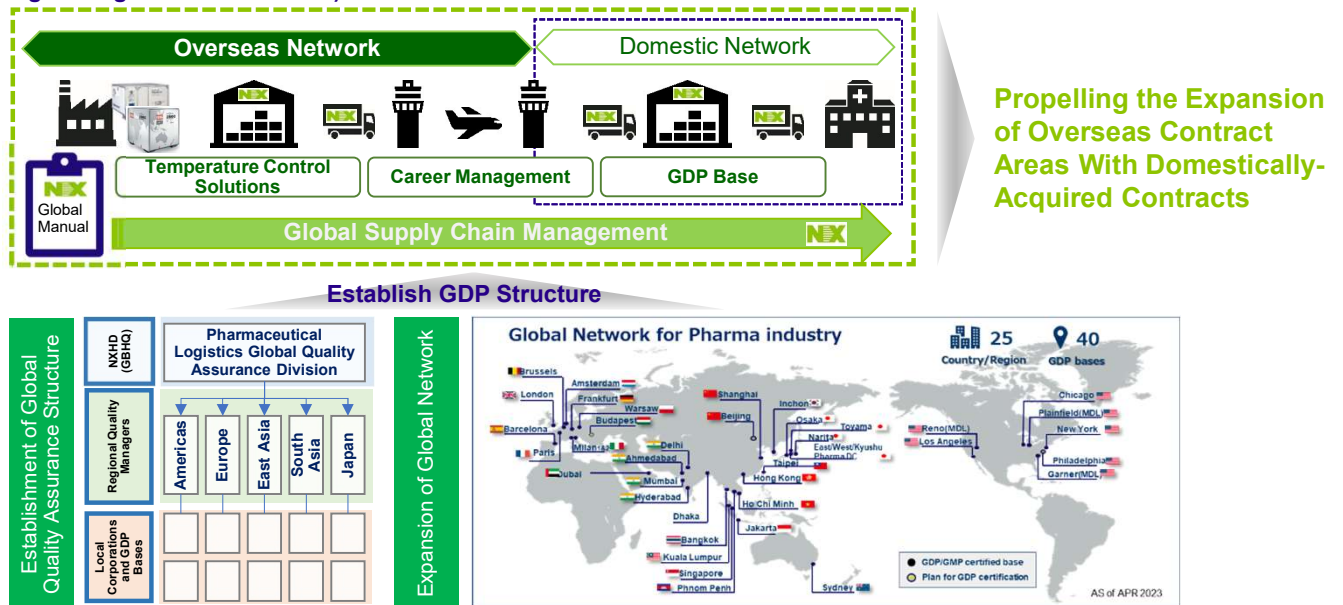 Overseas Network
Domestic Network
NX
NX
NX
NX
NX
Temperature Control
Solutions
Career Management
GDP Base
NX
Global
Manual
Global Supply Chain Management
NX
Propelling the Expansion
of Overseas Contract
Areas With Domestically-
Acquired Contracts
Establish GDP Structure
Establishment of Global
Quality Assurance Structure
NXHD
(GBHQ)
Pharmaceutical
Logistics Global Quality
Assurance Division
Regional Quality
Managers
Americas
Europe
East Asia
South
Asia
Japan
Local
Corporations
and GDP
Bases
Expansion of Global Network
Global Network for Pharma industry
25
Country/Region
40
GDP bases
Brussels
Amsterdam
London
Frankfurt
Warsaw
Budapest
Barcelona
Paris
Milan
Delhi
Ahmedabad
Dubai
Mumbai
Hyderabad
Dhaka
Bangkok
Kuala Lumpur
Singapore
Phnom Penh
Shanghai
Beijing
Inchon
Osaka
Toyama
Narita
East/West/Kyushu
Pharma
Taipei
Hong Kong
Ho Chi Minh
Jakarta
Sydney
Reno(MDL)
Los Angeles
Chicago
Plainfield(MDL)
New York
Philadelphia
Garner(MDL)
GDP/GMP certified base
Plan for GDP certification
AS of APR 2023